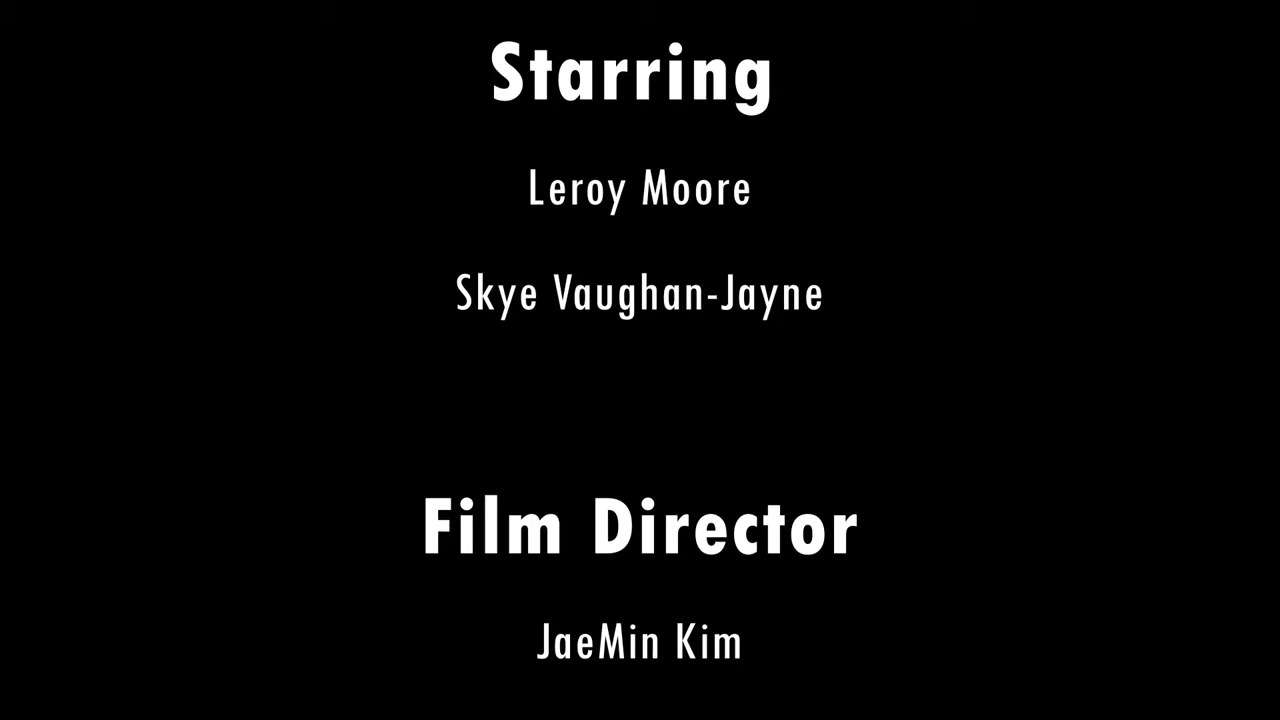 Starring
Leroy Moore
Skye Vaughan-Jayne
Film Director
JaeMin Kim